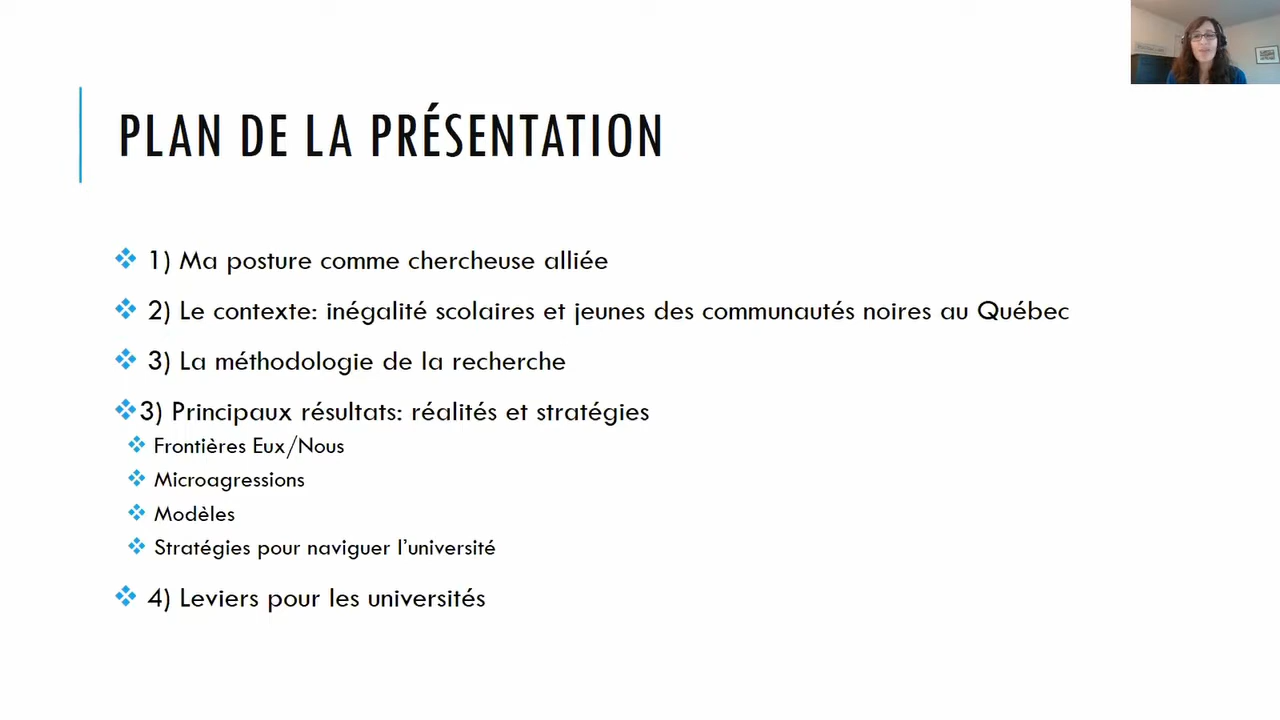 PLAN DE LA PRÉSENTATION
1) Ma posture comme chercheuse alliée
2) Le contexte: inégalité scolaires et jeunes des communautés noires au Québec
3) La méthodologie de la recherche
3) Principaux résultats: réalités et stratégies
Frontières Eux/Nous
Microagressions
Modèles
Stratégies pour naviguer l'université
4) Leviers pour les universités